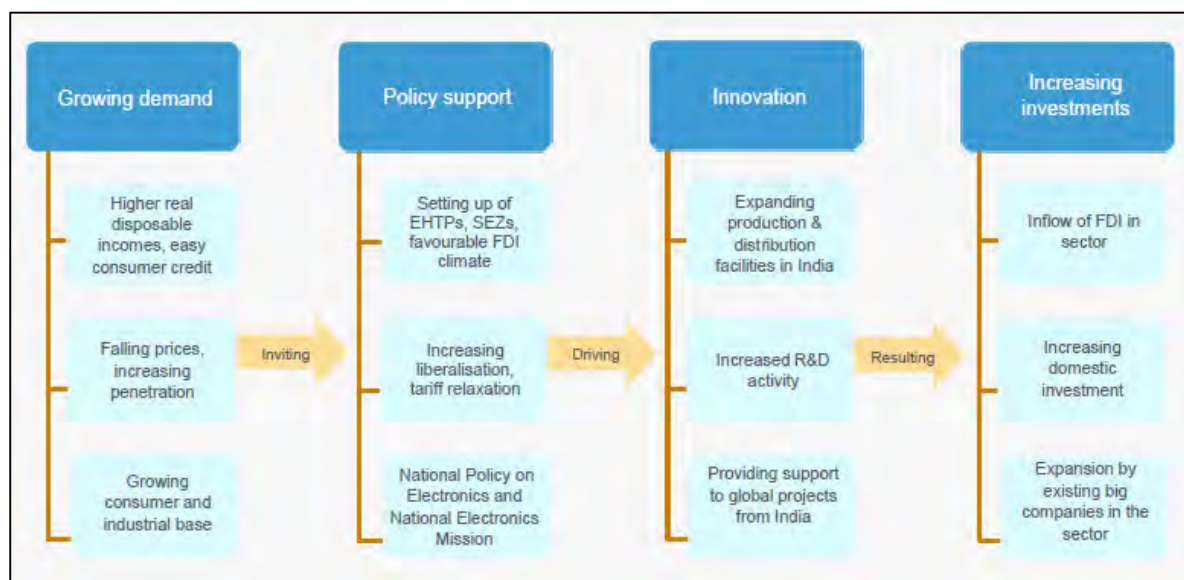 Growing demand
Higher real
disposable
incomes, easy
consumer credit
Falling prices,
increasing
penetration
Growing
consumer and
industrial base
Inviting
Policy support
Setting up of
EHTPs, SEZs,
favourable FDI
climate
Increasing
liberalisation,
tariff relaxation
National Policy on
Electronics and
National Electronics
Mission
Driving
Innovation
Expanding
production &
distribution
facilities in India
Increased R&D
activity
Providing support
to global projects
from India
Resulting
Increasing
investments
Inflow of FDI in
sector
Increasing
domestic
investment
Expansion by
existing big
companies in the
sector